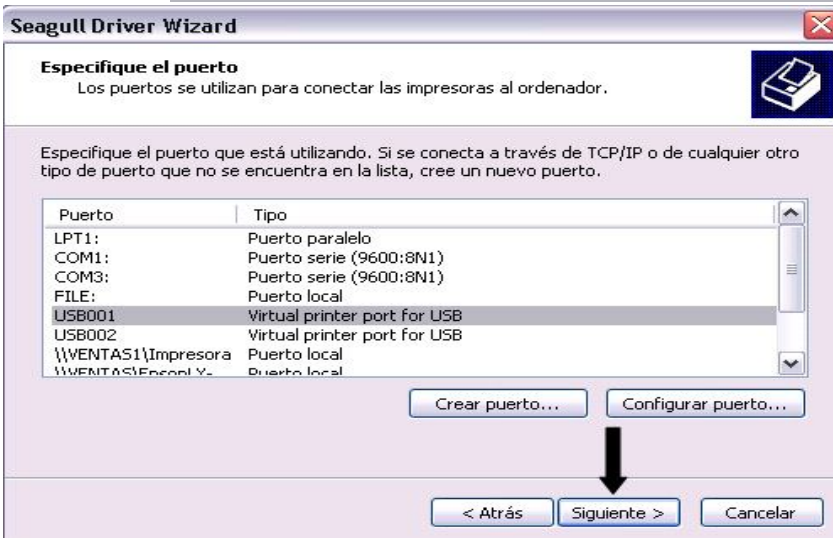 Seagull Driver Wizard
Especifique el puerto
Los puertos se utilizan para conectar las impresoras al ordenador.
Especifique el puerto que está utilizando. Si se conecta a través de TCP/IP o de cualquier otro
tipo de puerto que no se encuentra en la lista, cree un nuevo puerto.
Puerto Tipo
LPT1: Puerto paralelo
COM1: Puerto serie (9600:8N1)
COM3: Puerto serie (9600:8N1)
FILE: Puerto local
USB001 Virtual printer port for USB
USB002 Virtual printer port for USB
\\VENTAS1\Impresora Puerto local
\\VENTAS\EpsonLX- Puerto local
Crear puerto... Configurar puerto...
< Atrás Siguiente > Cancelar